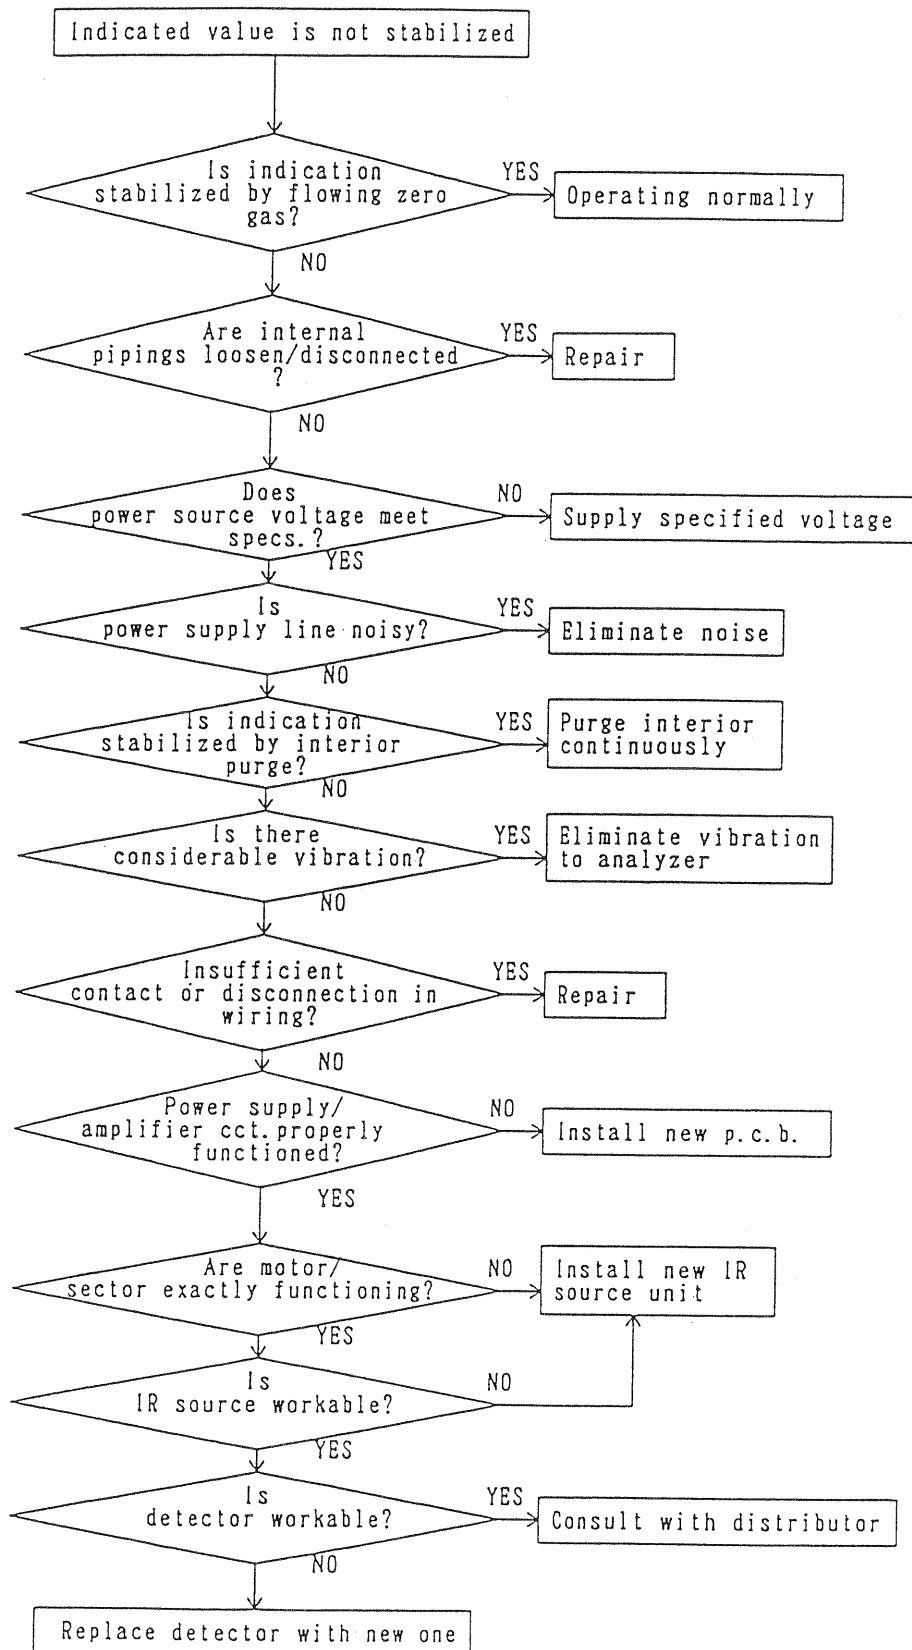 Indicated value is not stabilized
Is indication
stabilized by flowing zero
gas?
YES
Operating normally
NO
Are internal
pipings loosen/disconnected
?
YES
Repair
NO
Does
power source voltage meet
specs.?
NO
Supply specified voltage
YES
Is
power supply line noisy?
YES
Eliminate noise
NO
Is indication
stabilized by interior
purge?
YES
Purge interior
continuously
NO
Is there
considerable vibration?
YES
Eliminate vibration
to analyzer
NO
Insufficient
contact or disconnection in
wiring?
YES
Repair
NO
Power supply/
amplifier cct. properly
functioned?
NO
Install new p.c.b.
YES
Are motor/
sector exactly functioning?
NO
Install new IR
source unit
YES
Is
IR source workable?
NO
YES
Is
detector workable?
YES
Consult with distributor
NO
Replace detector with new one